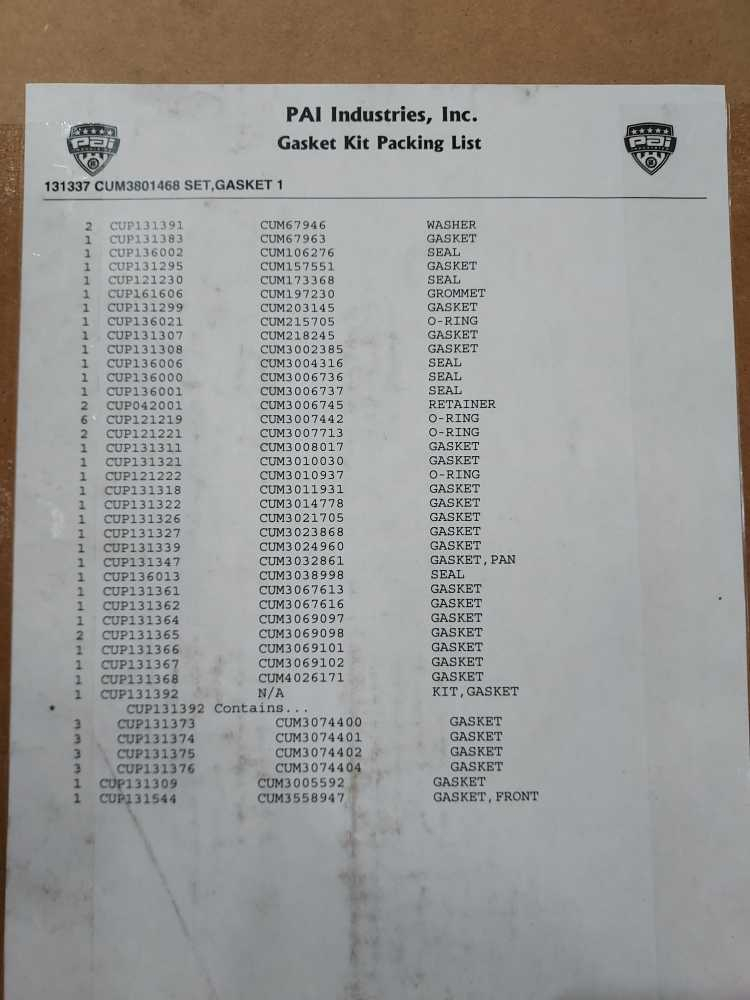 PAI Industries, Inc.
Gasket Kit Packing List
pai
pai
131337 CUM3801468 SET,GASKET 1
2 CUP131391 CUM67946 WASHER
1 CUP131383 CUM67963 GASKET
1 CUP136002 CUM106276 SEAL
1 CUP131295 CUM157551 GASKET
1 CUP121230 CUM173368 SEAL
1 CUP161606 CUM197230 GROMMET
1 CUP131299 CUM203145 GASKET
1 CUP136021 CUM215705 O-RING
1 CUP131307 CUM218245 GASKET
1 CUP131308 CUM3002385 GASKET
1 CUP136006 CUM3004316 SEAL
1 CUP136000 CUM3006736 SEAL
1 CUP136001 CUM3006737 SEAL
2 CUP042001 CUM3006745 RETAINER
6 CUP121219 CUM3007442 O-RING
2 CUP121221 CUM3007713 O-RING
1 CUP131311 CUM3008017 GASKET
1 CUP131321 CUM3010030 GASKET
1 CUP121222 CUM3010937 O-RING
1 CUP131318 CUM3011931 GASKET
1 CUP131322 CUM3014778 GASKET
1 CUP131326 CUM3021705 GASKET
1 CUP131327 CUM3023868 GASKET
1 CUP131339 CUM3024960 GASKET
1 CUP131347 CUM3032861 GASKET,PAN
1 CUP136013 CUM3038998 SEAL
1 CUP131361 CUM3067613 GASKET
1 CUP131362 CUM3067616 GASKET
1 CUP131364 CUM3069097 GASKET
2 CUP131365 CUM3069098 GASKET
1 CUP131366 CUM3069101 GASKET
1 CUP131367 CUM3069102 GASKET
1 CUP131368 CUM4026171 GASKET
1 CUP131392 N/A KIT,GASKET
* CUP131392 Contains...
3 CUP131373 CUM3074400 GASKET
3 CUP131374 CUM3074401 GASKET
3 CUP131375 CUM3074402 GASKET
3 CUP131376 CUM3074404 GASKET
1 CUP131309 CUM3005592 GASKET
1 CUP131544 CUM3558947 GASKET,FRONT